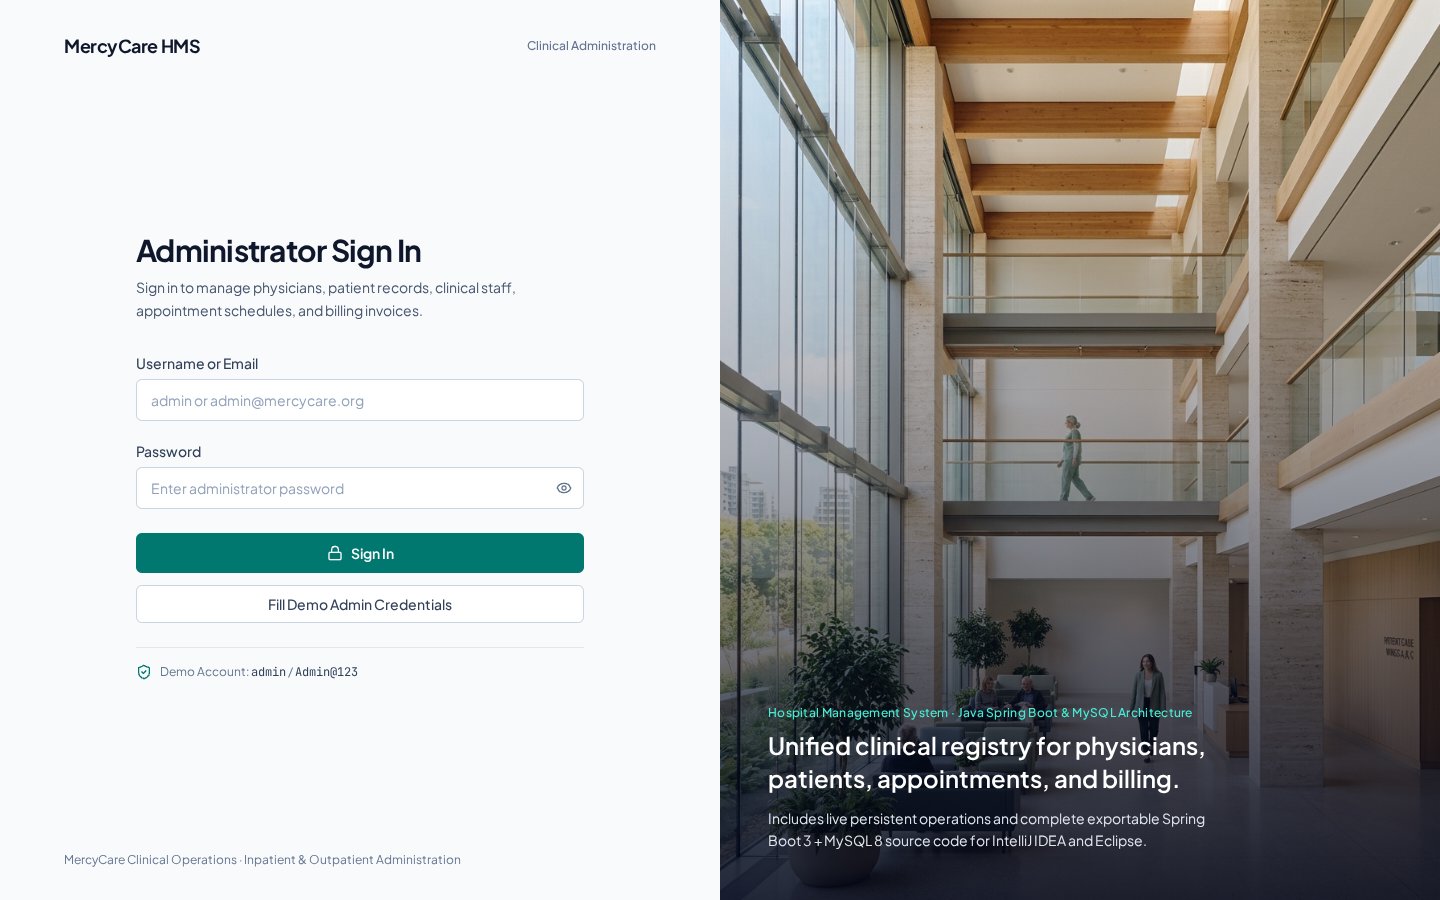 MercyCare HMS
Clinical Administration
Administrator Sign In
Sign in to manage physicians, patient records, clinical staff,
appointment schedules, and billing invoices.
Username or Email
admin or admin@mercycare.org
Password
Enter administrator password
Sign In
Fill Demo Admin Credentials
Demo Account: admin / Admin@123
MercyCare Clinical Operations · Inpatient & Outpatient Administration
Hospital Management System · Java Spring Boot & MySQL Architecture
Unified clinical registry for physicians,
patients, appointments, and billing.
Includes live persistent operations and complete exportable Spring
Boot 3 + MySQL 8 source code for IntelliJ IDEA and Eclipse.